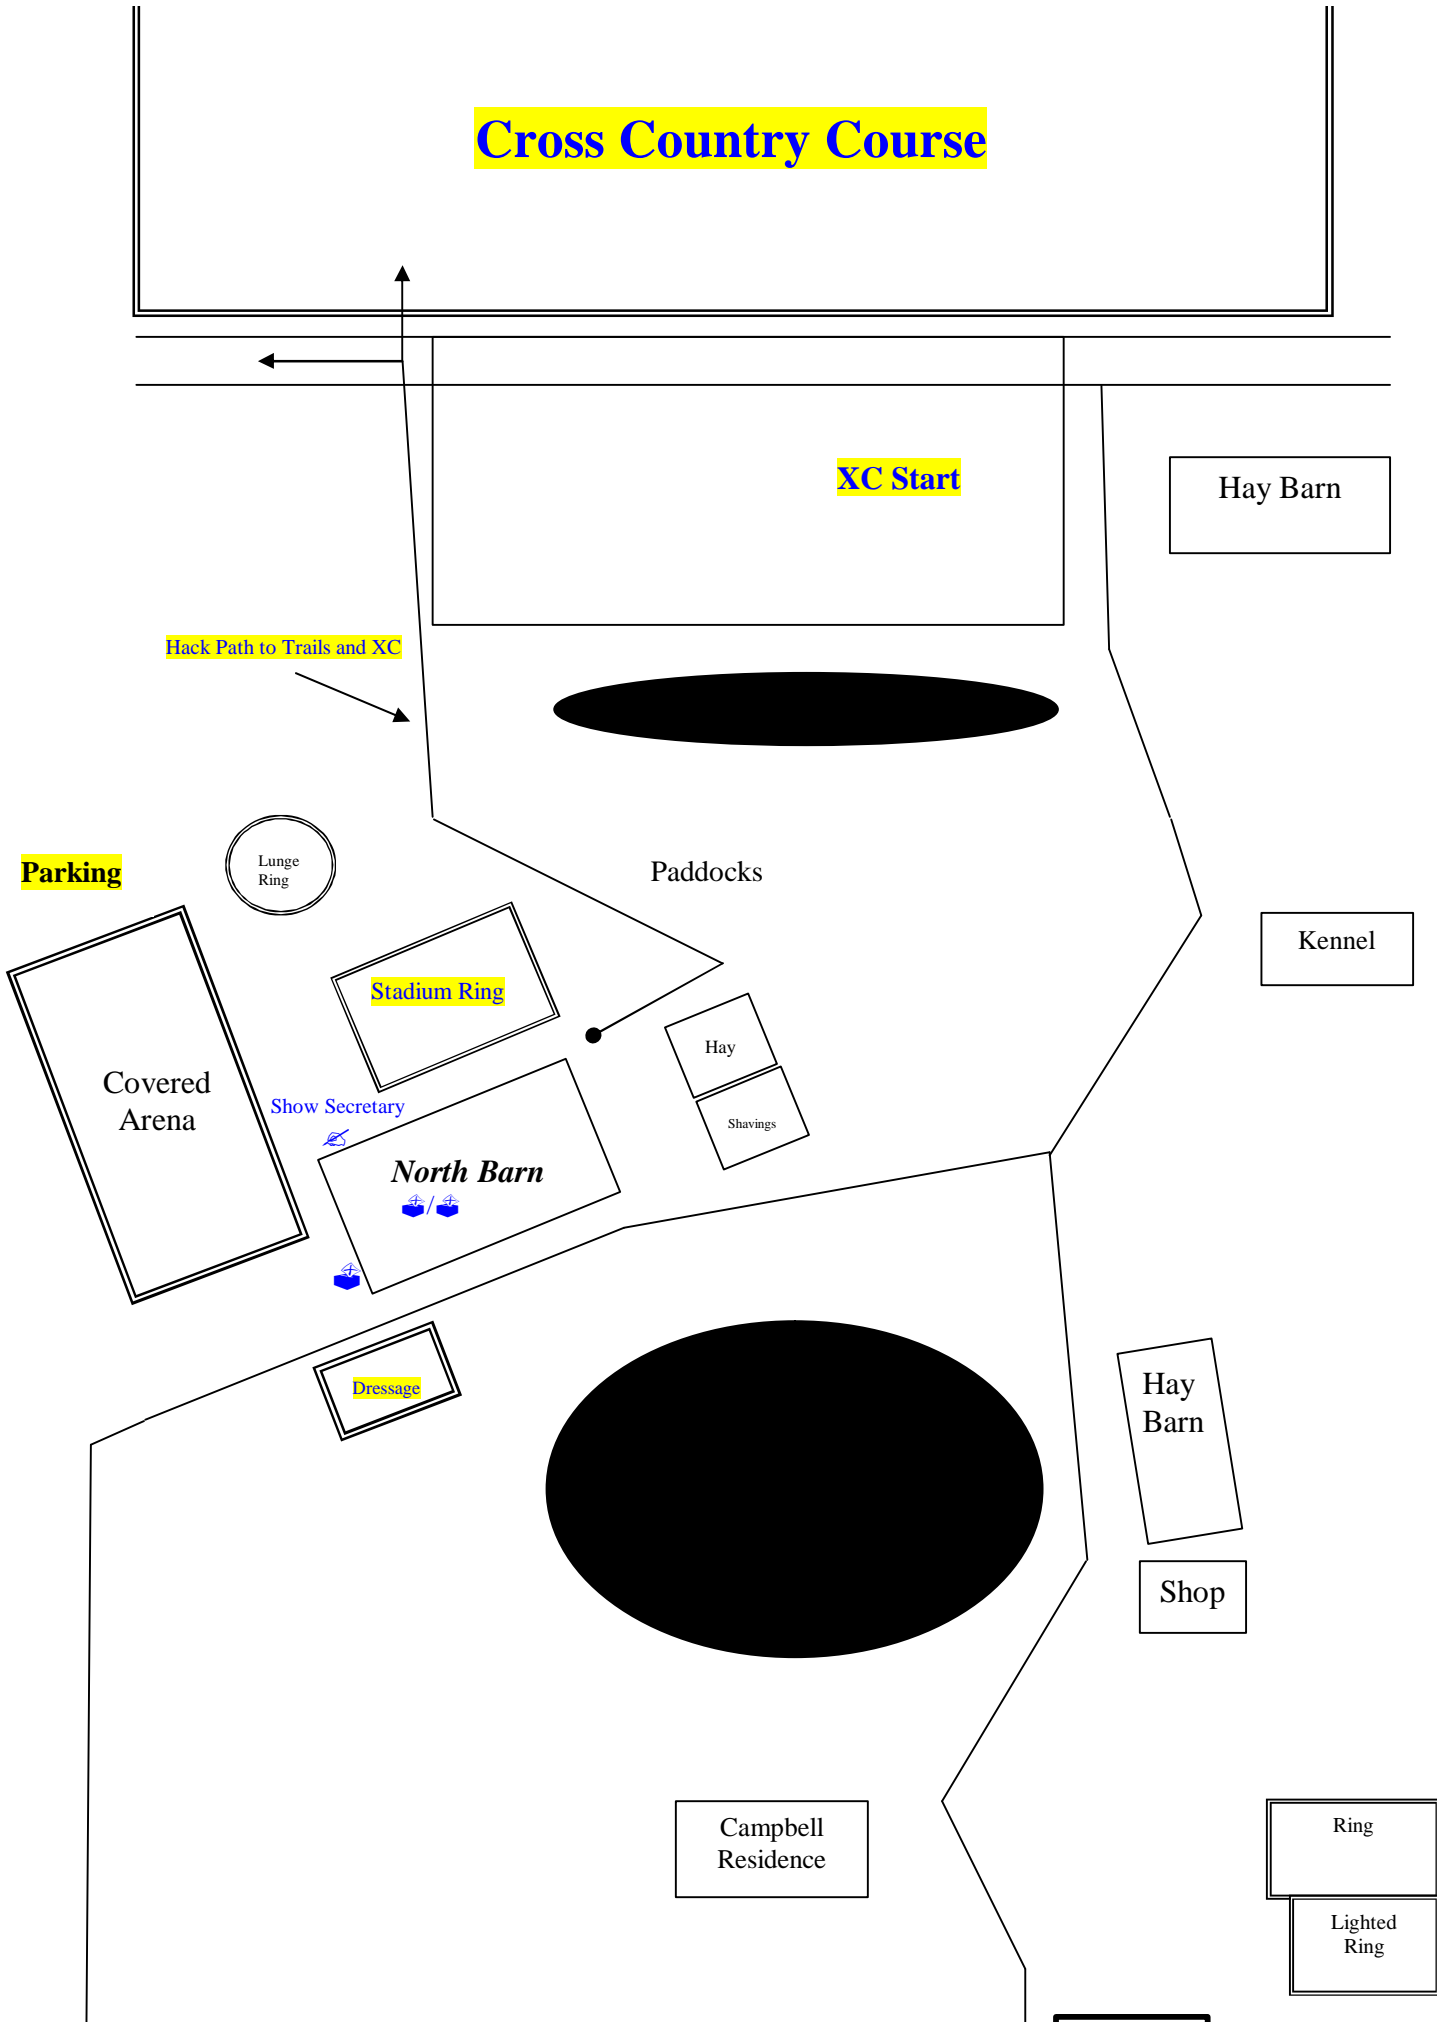 Cross Country Course
XC Start
Hay Barn
Hack Path to Trails and XC
Lunge
Ring
Parking
Paddocks
Kennel
Stadium Ring
Hay
Covered
Arena
Show Secretary
Shavings
North Barn
/
Dressage
Hay
Barn
Shop
Campbell
Residence
Ring
Lighted
Ring